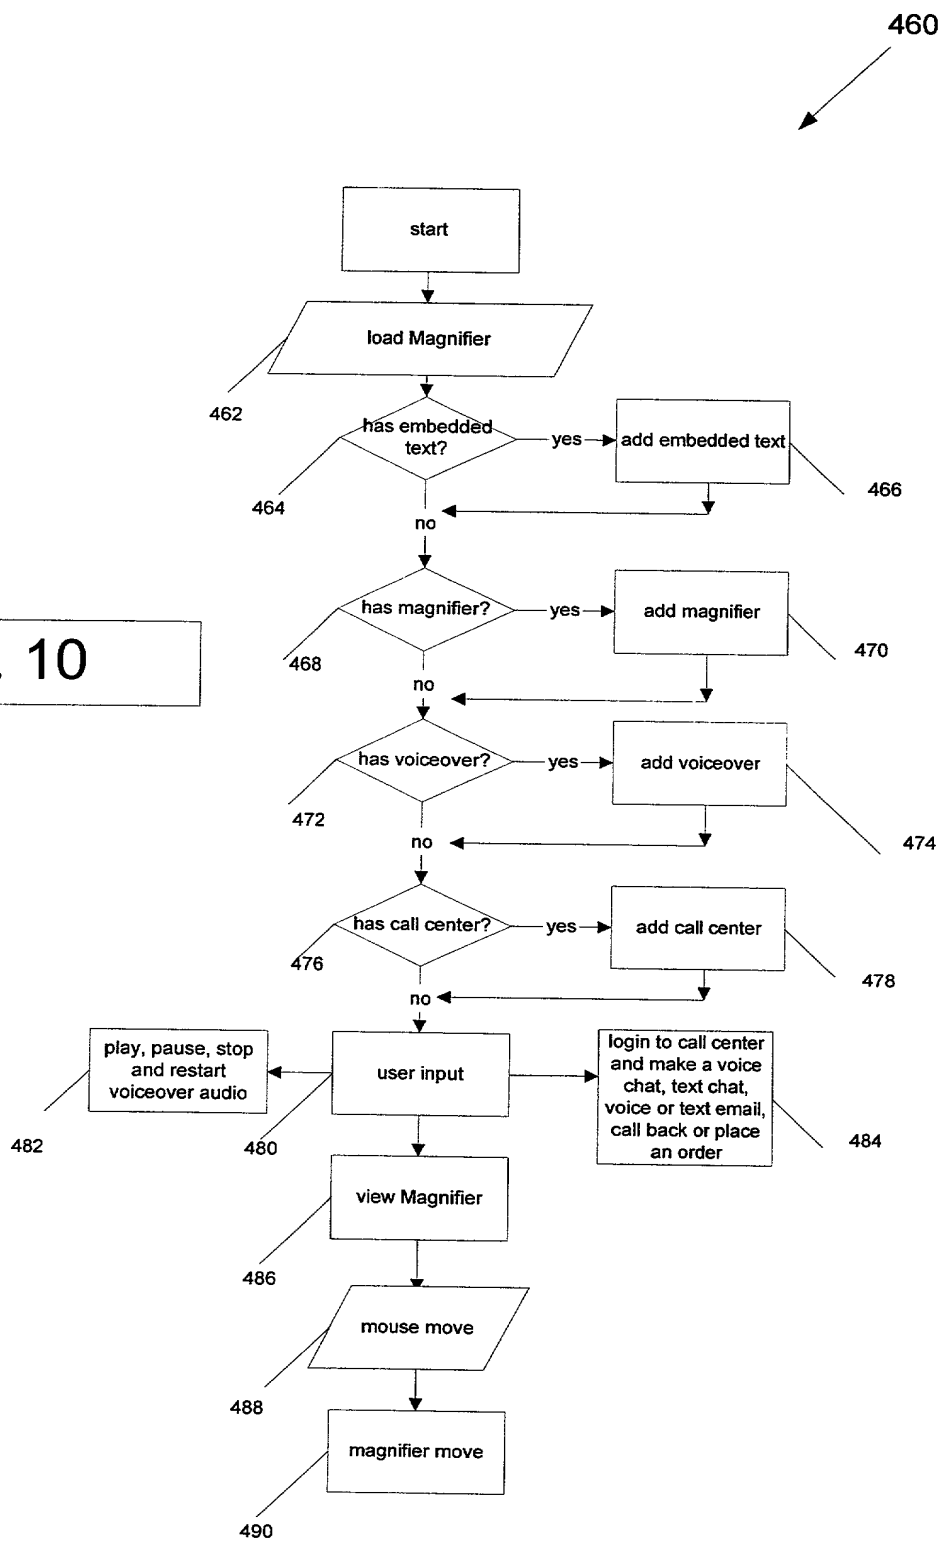 460
start
load Magnifier
462
has embedded
text?
yes
add embedded text
464
466
no
has magnifier?
yes
add magnifier
468
470
10
no
has voiceover?
yes
add voiceover
472
474
no
has call center?
yes
add call center
476
478
no
play, pause, stop
and restart
voiceover audio
user input
login to call center
and make a voice
chat, text chat,
voice or text email,
call back or place
an order
482
480
484
view Magnifier
486
mouse move
488
magnifier move
490